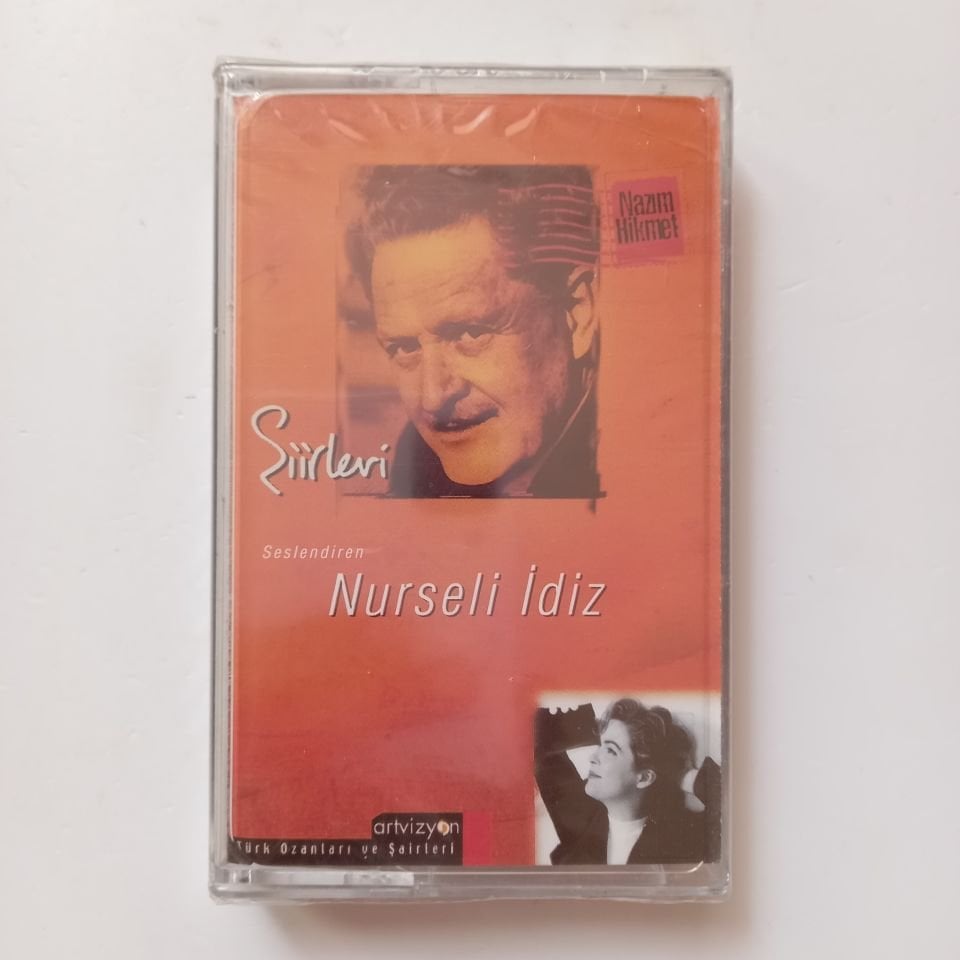 Nazım
Hikmet
Şiirleri
Seslendiren
Nurseli İdiz
artvizyon
Türk Ozanları ve Şairleri